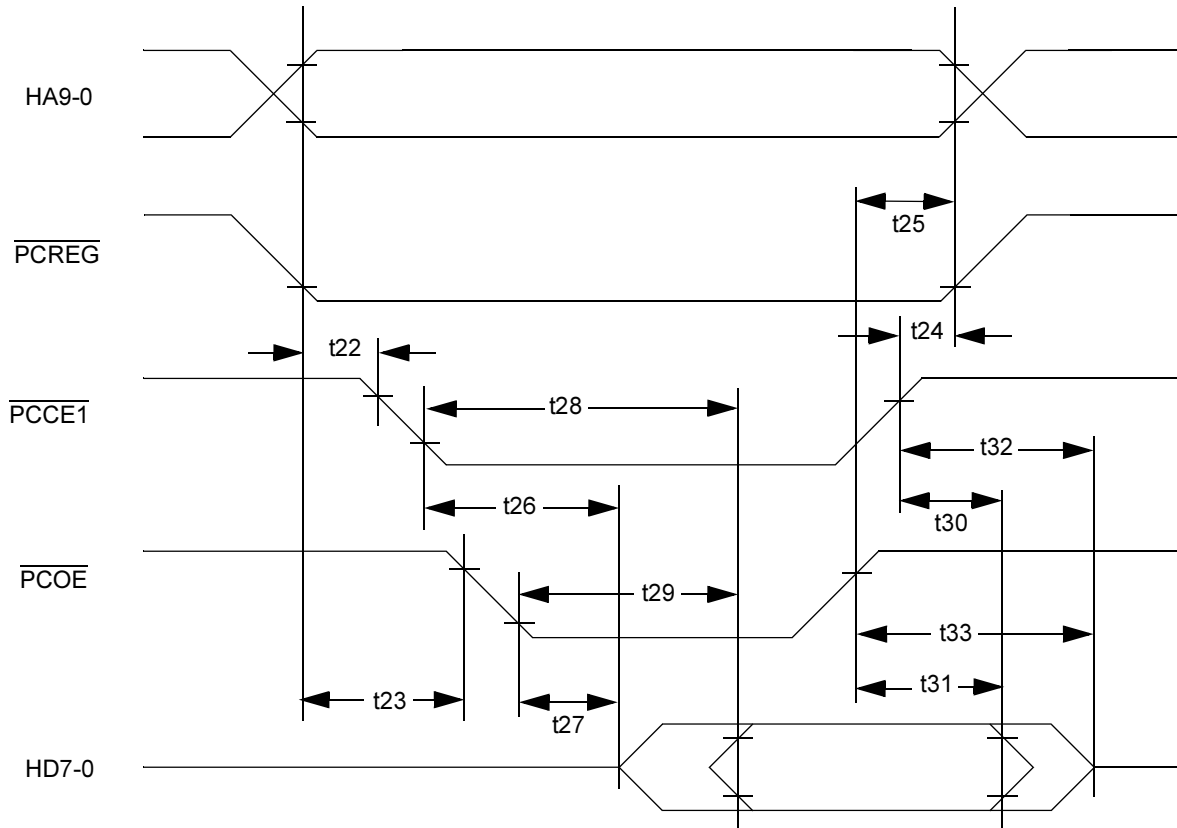 HA9-0
t25
PCREG
t24
t22
PCCE1
t28
t32
t26
t30
PCOE
t29
t33
t31
t23
t27
HD7-0